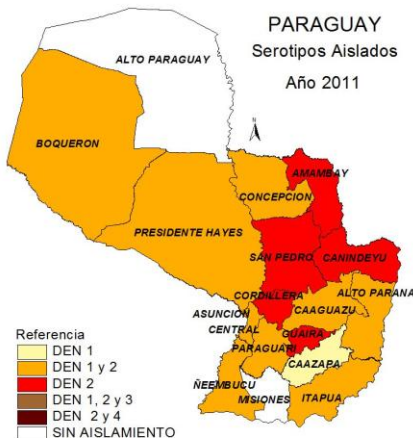 PARAGUAY
Serotipos Aislados
Año 2011
ALTO PARAGUAY
BOQUERON
AMAMBAY
CONCEPCION
PRESIDENTE HAYES
SAN PEDRO
CANINDEYU
CORDILLERA
ALTO PARANA
ASUNCIÓN
CAAGUAZU
CENTRAL
GUAIRA
PARAGUARI
CAAZAPA
ÑEEMBUCU
MISIONES
ITAPUA
Referencia
DEN 1
DEN 1 y 2
DEN 2
DEN 1, 2 y 3
DEN 2 y 4
SIN AISLAMIENTO